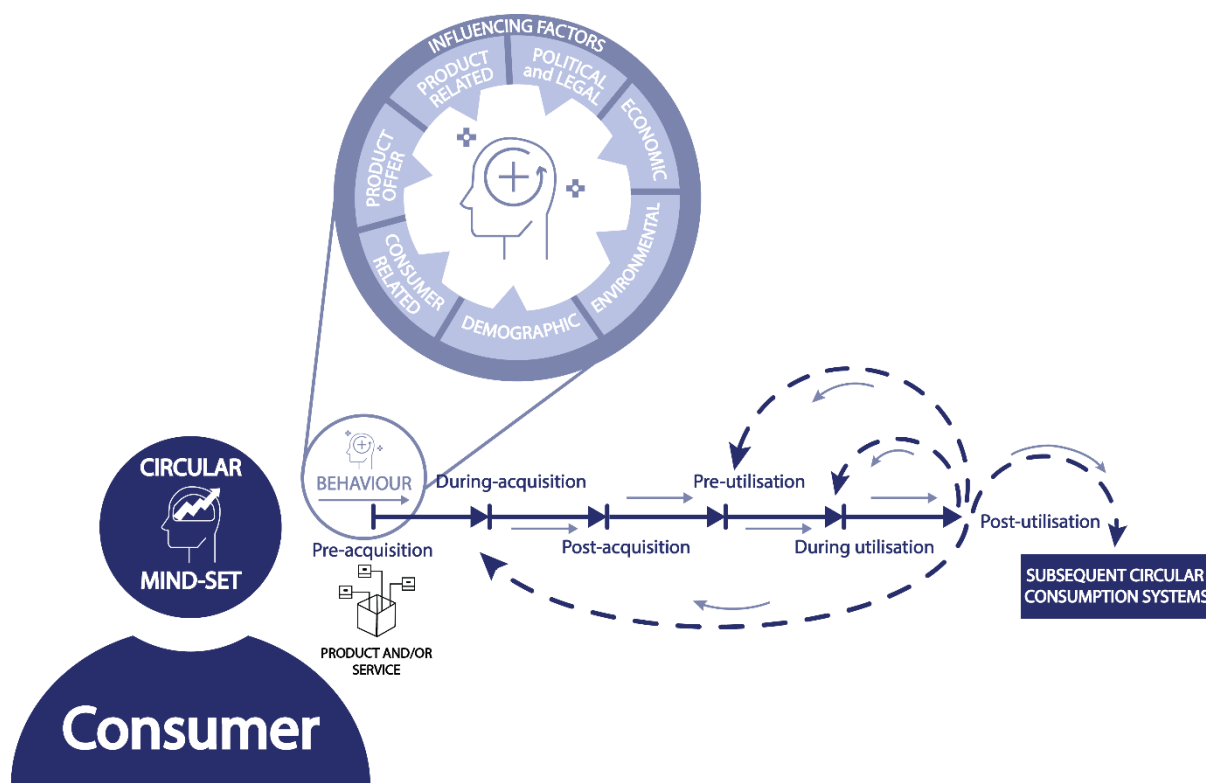 INFLUENCING FACTORS
PRODUCT
RELATED
POLITICAL
and LEGAL
ECONOMIC
ENVIRONMENTAL
DEMOGRAPHIC
CONSUMER
RELATED
PRODUCT
OFFER
CIRCULAR
MIND-SET
Consumer
BEHAVIOUR
Pre-acquisition
During-acquisition
Post-acquisition
Pre-utilisation
During utilisation
Post-utilisation
PRODUCT AND/OR
SERVICE
SUBSEQUENT CIRCULAR
CONSUMPTION SYSTEMS